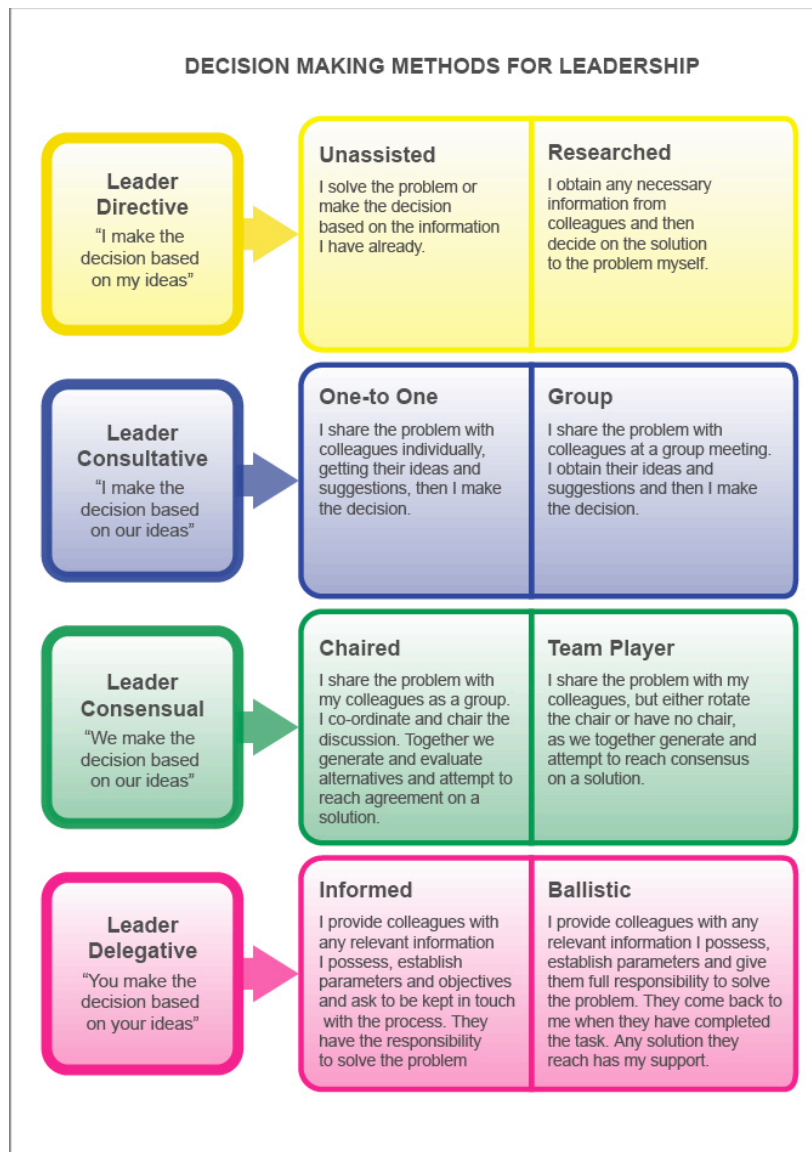 DECISION MAKING METHODS FOR LEADERSHIP
Leader
Directive
“I make the
decision based
on my ideas”
Unassisted
I solve the problem or
make the decision
based on the information
I have already.
Researched
I obtain any necessary
information from
colleagues and then
decide on the solution
to the problem myself.
Leader
Consultative
“I make the
decision based
on our ideas”
One-to One
I share the problem with
colleagues individually,
getting their ideas and
suggestions, then I make
the decision.
Group
I share the problem with
colleagues at a group meeting.
I obtain their ideas and
suggestions and then I make
the decision.
Leader
Consensual
“We make the
decision based
on our ideas”
Chaired
I share the problem with
my colleagues as a group.
I co-ordinate and chair the
discussion. Together we
generate and evaluate
alternatives and attempt to
reach agreement on a
solution.
Team Player
I share the problem with my
colleagues, but either rotate
the chair or have no chair,
as we together generate and
attempt to reach consensus
on a solution.
Leader
Delegative
“You make the
decision based
on your ideas”
Informed
I provide colleagues with
any relevant information
I possess, establish
parameters and objectives
and ask to be kept in touch
with the process. They
have the responsibility
to solve the problem
Ballistic
I provide colleagues with any
relevant information I possess,
establish parameters and give
them full responsibility to solve
the problem. They come back to
me when they have completed
the task. Any solution they
reach has my support.